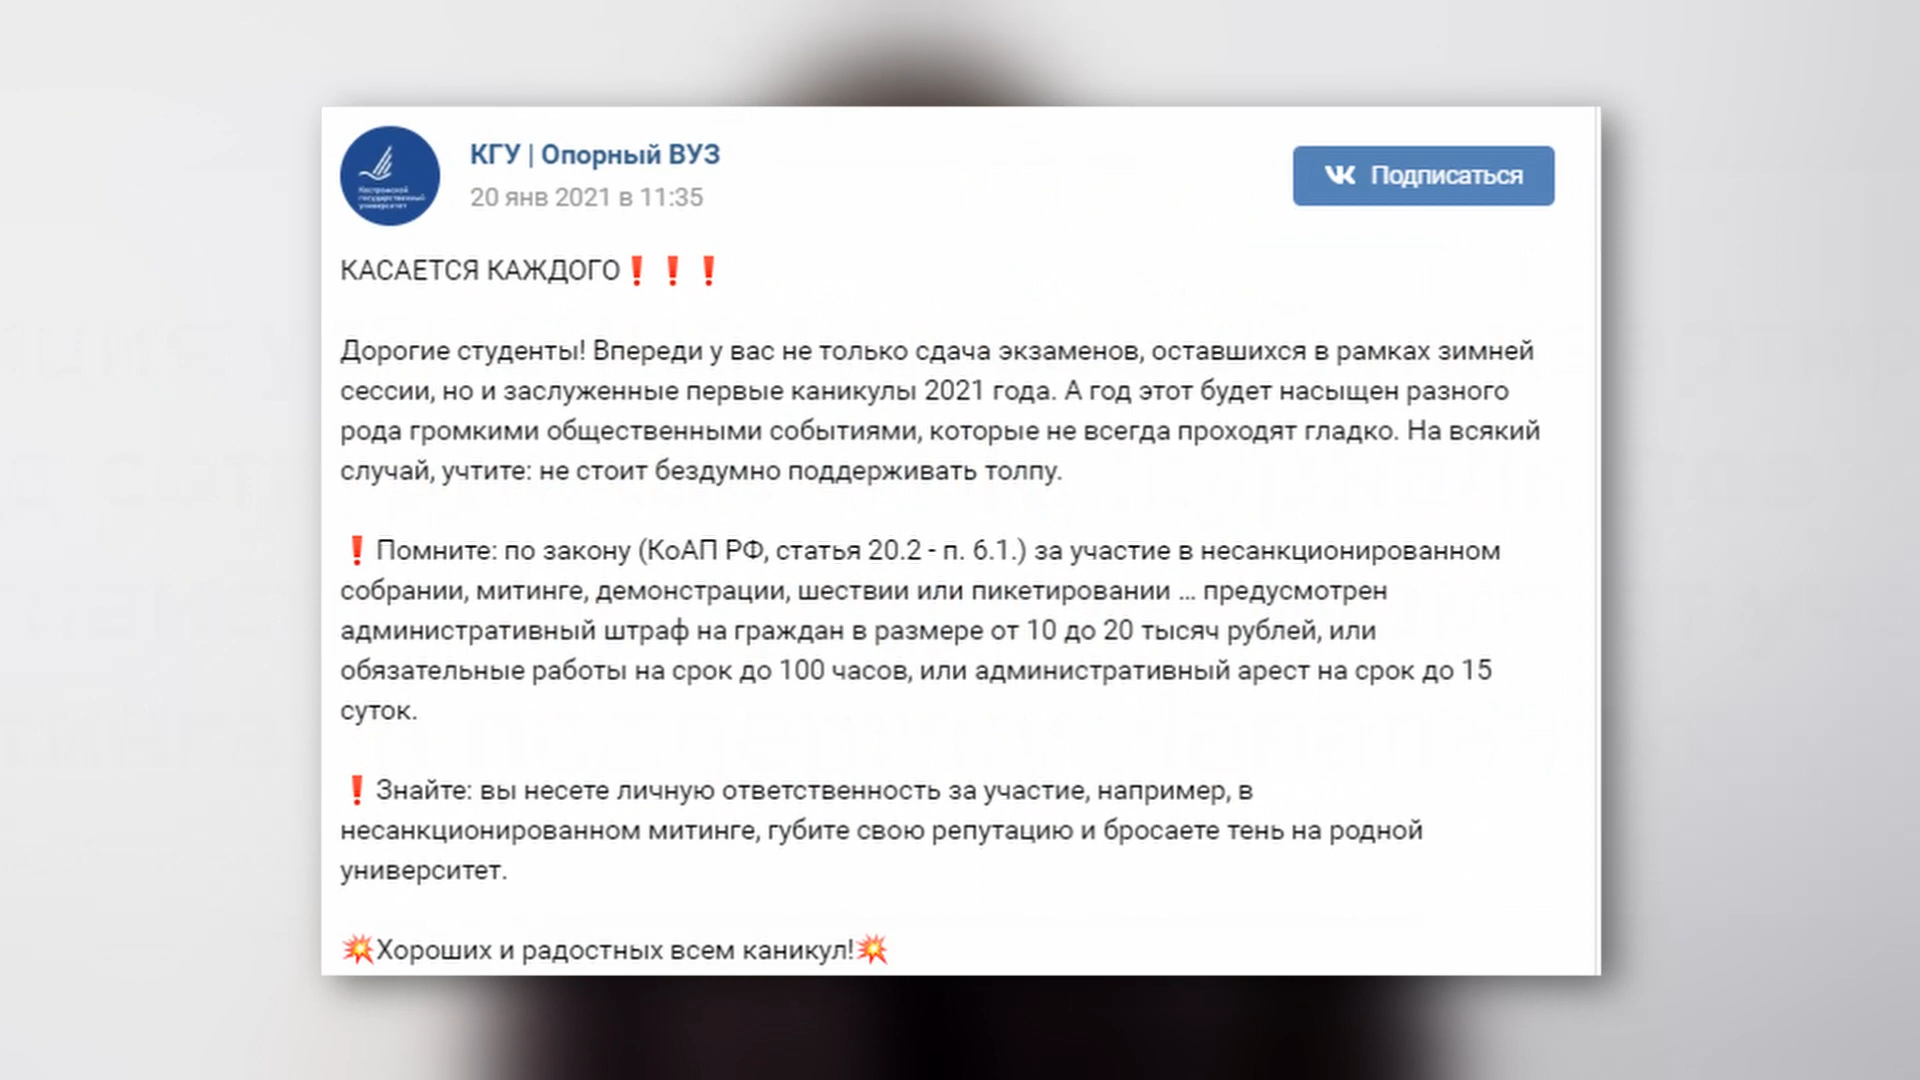 КГУ | Опорный ВУЗ
20 янв 2021 в 11:35
Подписаться
Костромской
государственный
университет
КАСАЕТСЯ КАЖДОГО❗❗❗
Дорогие студенты! Впереди у вас не только сдача экзаменов, оставшихся в рамках зимней
сессии, но и заслуженные первые каникулы 2021 года. А год этот будет насыщен разного
рода громкими общественными событиями, которые не всегда проходят гладко. На всякий
случай, учтите: не стоит бездумно поддерживать толпу.
❗Помните: по закону (КоАП РФ, статья 20.2 - п. 6.1.) за участие в несанкционированном
собрании, митинге, демонстрации, шествии или пикетировании ... предусмотрен
административный штраф на граждан в размере от 10 до 20 тысяч рублей, или
обязательные работы на срок до 100 часов, или административный арест на срок до 15
суток.
❗Знайте: вы несете личную ответственность за участие, например, в
несанкционированном митинге, губите свою репутацию и бросаете тень на родной
университет.
💥Хороших и радостных всем каникул!💥